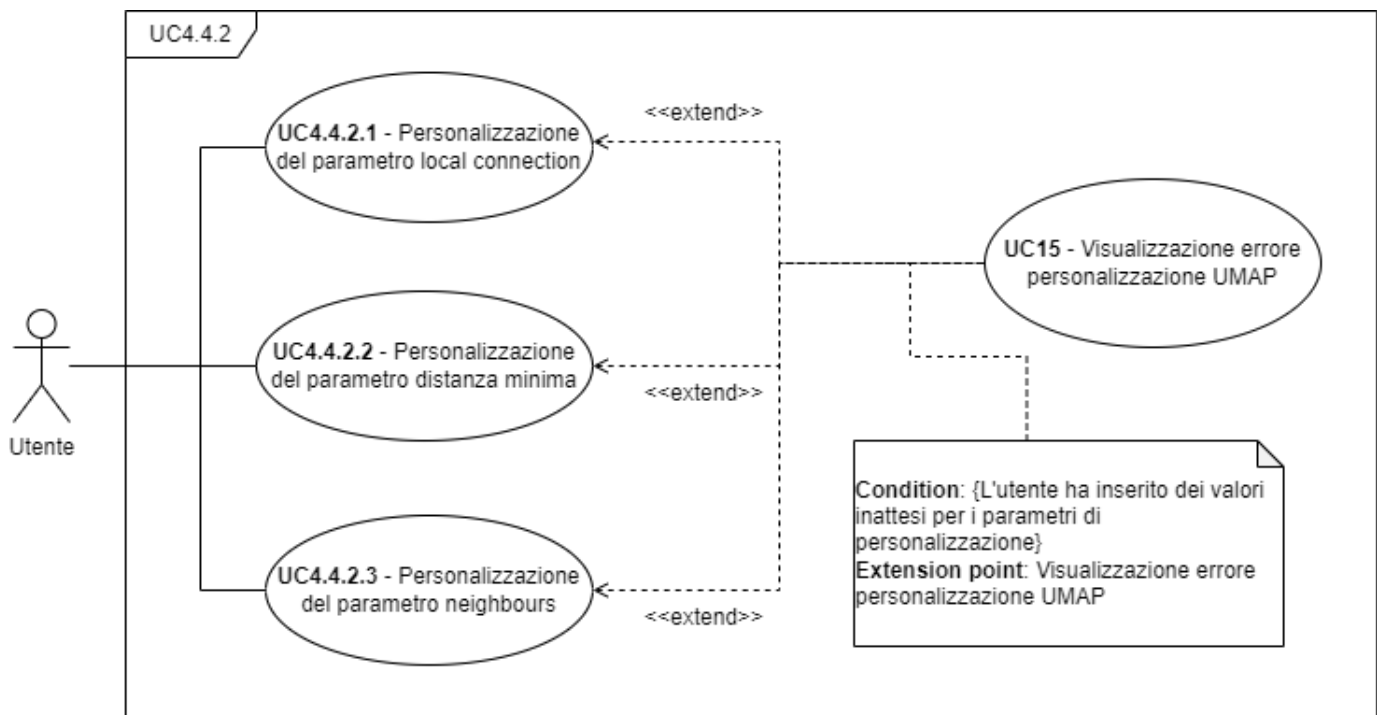 UC4.4.2
UC4.4.2.1 - Personalizzazione
del parametro local connection
<<extend>>
UC15 - Visualizzazione errore
personalizzazione UMAP
UC4.4.2.2 - Personalizzazione
del parametro distanza minima
<<extend>>
Utente
Condition: {L'utente ha inserito dei valori
inattesi per i parametri di
personalizzazione}
Extension point: Visualizzazione errore
personalizzazione UMAP
UC4.4.2.3 - Personalizzazione
del parametro neighbours
<<extend>>